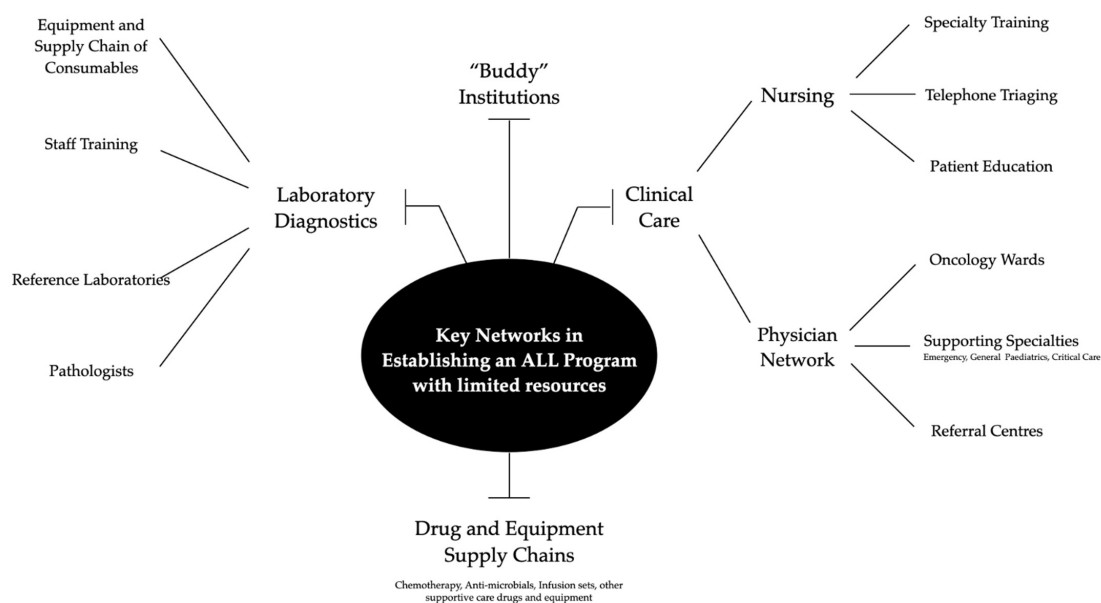 Equipment and
Supply Chain of
Consumables
Staff Training
Laboratory
Diagnostics
Reference Laboratories
Pathologists
“Buddy”
Institutions
Key Networks in
Establishing an ALL Program
with limited resources
Drug and Equipment
Supply Chains
Chemotherapy, Anti-microbials, Infusion sets, other
supportive care drugs and equipment
Clinical
Care
Nursing
Specialty Training
Telephone Triaging
Patient Education
Physician
Network
Oncology Wards
Supporting Specialties
Emergency, General Paediatrics, Critical Care
Referral Centres